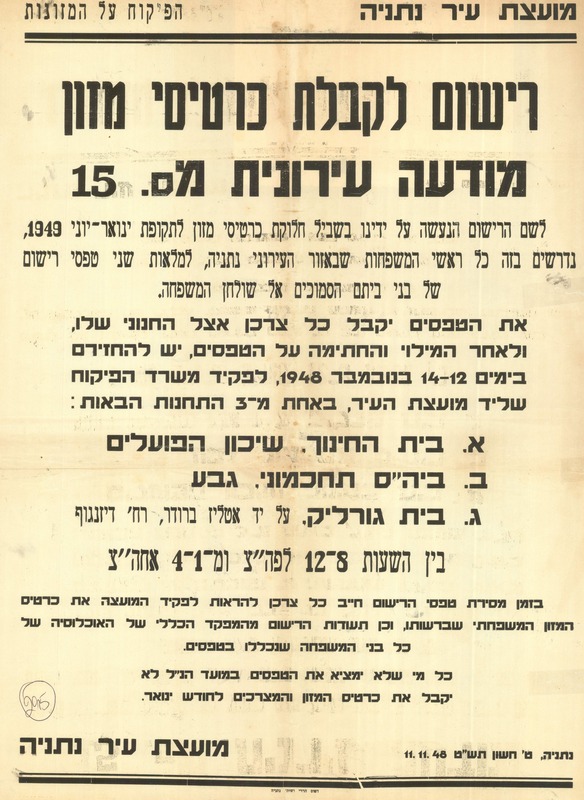 מועצת עיר נתניה הפיקוח על המזונות
רישום לקבלת כרטיסי מזון
מודעה עירונית מס. 15
לשם הרישום הנעשה על ידינו בשביל חלוקת כרטיסי מזון לתקופת ינואר־יוני 1949,
נדרשים בזה כל ראשי המשפחות שבאזור העירוני נתניה, למלאות שני טפסי רישום
של בני ביתם הסמוכים אל שולחן המשפחה.
את הטפסים יקבל כל צרכן אצל החנוני שלו,
ולאחר המילוי והחתימה על הטפסים, יש להחזירם
בימים 14-12 בנובמבר 1948, לפקיד משרד הפיקוח
שליד מועצת העיר, באחת מ־3 התחנות הבאות:
א. בית החינוך, שיכון הפועלים
ב. ביה"ס תחכמוני, גבע
ג. בית גורליק, על יד אטליז ברודר, רח' דיזנגוף
בין השעות 8־12 לפה"צ ומ־1-4 אחה"צ
בזמן מסירת טפסי הרישום חייב כל צרכן להראות לפקיד המועצה את כרטיס
המזון המשפחתי שברשותו, וכן תעודות הרישום מהמפקד הכללי של האוכלוסיה של
כל בני המשפחה שנכללו בטפסים.
כל מי שלא ימציא את הטפסים במועד הנ"ל לא
יקבל את כרטיס המזון והמצרכים לחודש ינואר.
נתניה, ט' חשון תש"ט 11.11.48 מועצת עיר נתניה